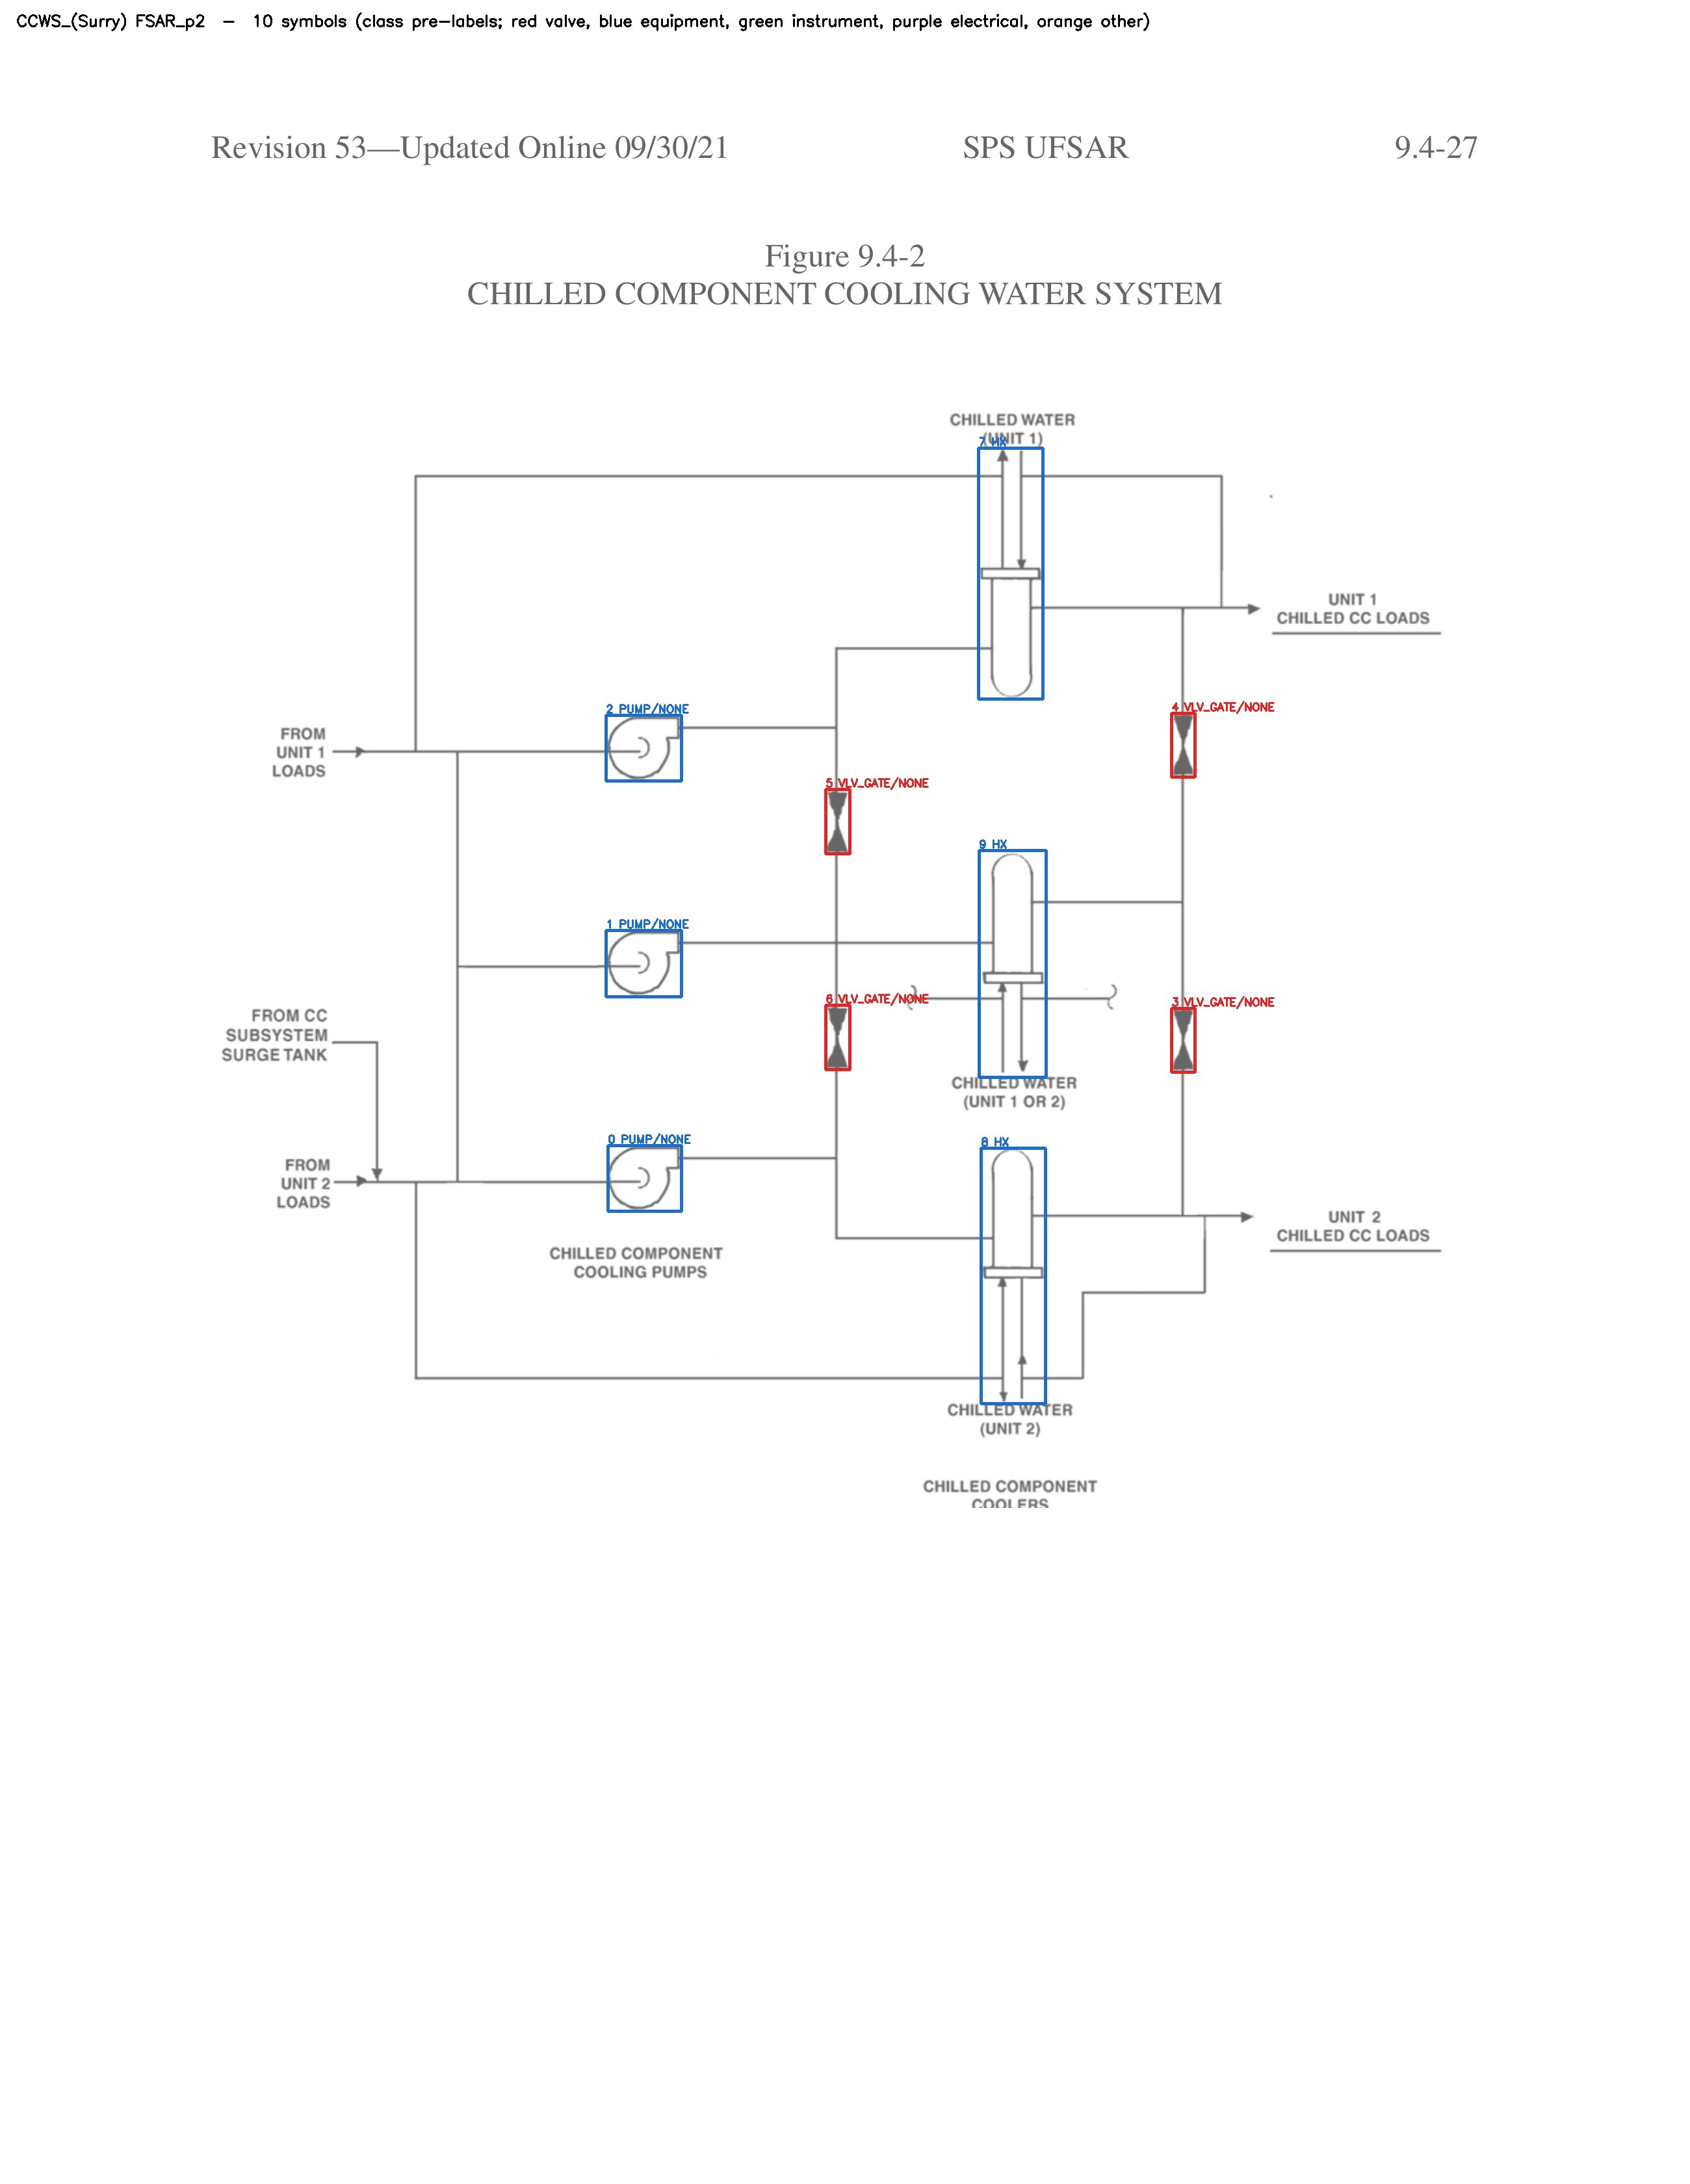 CCWS_(Surry) FSAR_p2 — 10 symbols (class pre-labels; red valve, blue equipment, green instrument, purple electrical, orange other)
Revision 53—Updated Online 09/30/21 SPS UFSAR 9.4-27
Figure 9.4-2
CHILLED COMPONENT COOLING WATER SYSTEM
CHILLED WATER
(UNIT 1)
7 HX
UNIT 1
CHILLED CC LOADS
2 PUMP/NONE
4 VLV_GATE/NONE
FROM
UNIT 1
LOADS
5 VLV_GATE/NONE
9 HX
1 PUMP/NONE
6 VLV_GATE/NONE
3 VLV_GATE/NONE
FROM CC
SUBSYSTEM
SURGE TANK
CHILLED WATER
(UNIT 1 OR 2)
0 PUMP/NONE
8 HX
FROM
UNIT 2
LOADS
UNIT 2
CHILLED CC LOADS
CHILLED COMPONENT
COOLING PUMPS
CHILLED WATER
(UNIT 2)
CHILLED COMPONENT
COOLERS